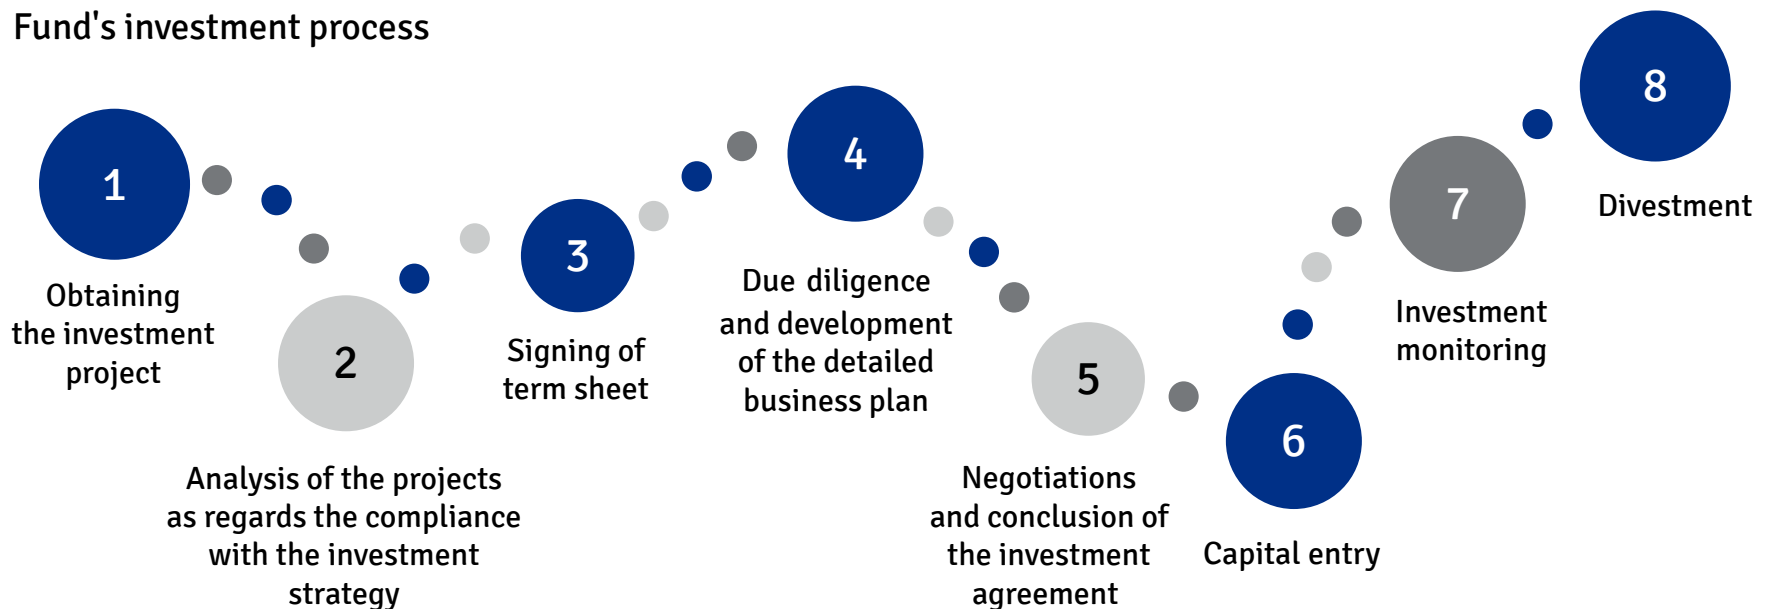 Fund's investment process
1
Obtaining
the investment
project
2
Analysis of the projects
as regards the compliance
with the investment
strategy
3
Signing of
term sheet
4
Due diligence
and development
of the detailed
business plan
5
Negotiations
and conclusion of
the investment
agreement
6
Capital entry
7
Investment
monitoring
8
Divestment